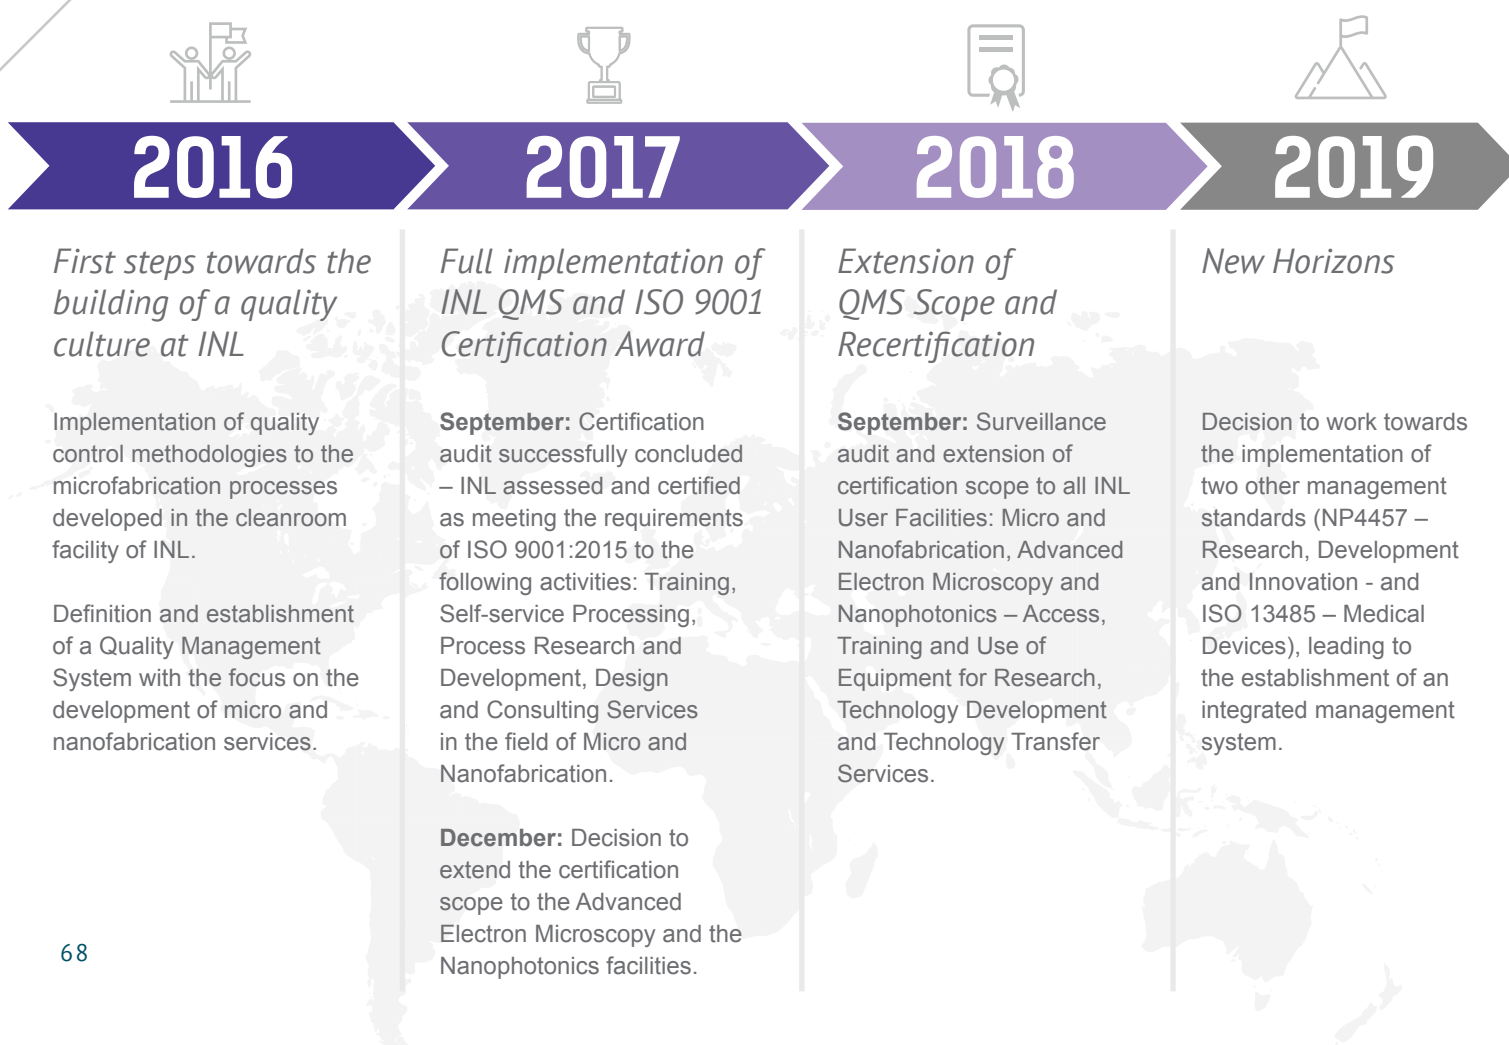 2016
First steps towards the
building of a quality
culture at INL
Implementation of quality
control methodologies to the
microfabrication processes
developed in the cleanroom
facility of INL.
Definition and establishment
of a Quality Management
System with the focus on the
development of micro and
nanofabrication services.
2017
Full implementation of
INL QMS and ISO 9001
Certification Award
September: Certification
audit successfully concluded
– INL assessed and certified
as meeting the requirements
of ISO 9001:2015 to the
following activities: Training,
Self-service Processing,
Process Research and
Development, Design
and Consulting Services
in the field of Micro and
Nanofabrication.
December: Decision to
extend the certification
scope to the Advanced
Electron Microscopy and the
Nanophotonics facilities.
2018
Extension of
QMS Scope and
Recertification
September: Surveillance
audit and extension of
certification scope to all INL
User Facilities: Micro and
Nanofabrication, Advanced
Electron Microscopy and
Nanophotonics – Access,
Training and Use of
Equipment for Research,
Technology Development
and Technology Transfer
Services.
2019
New Horizons
Decision to work towards
the implementation of
two other management
standards (NP4457 –
Research, Development
and Innovation - and
ISO 13485 – Medical
Devices), leading to
the establishment of an
integrated management
system.
68